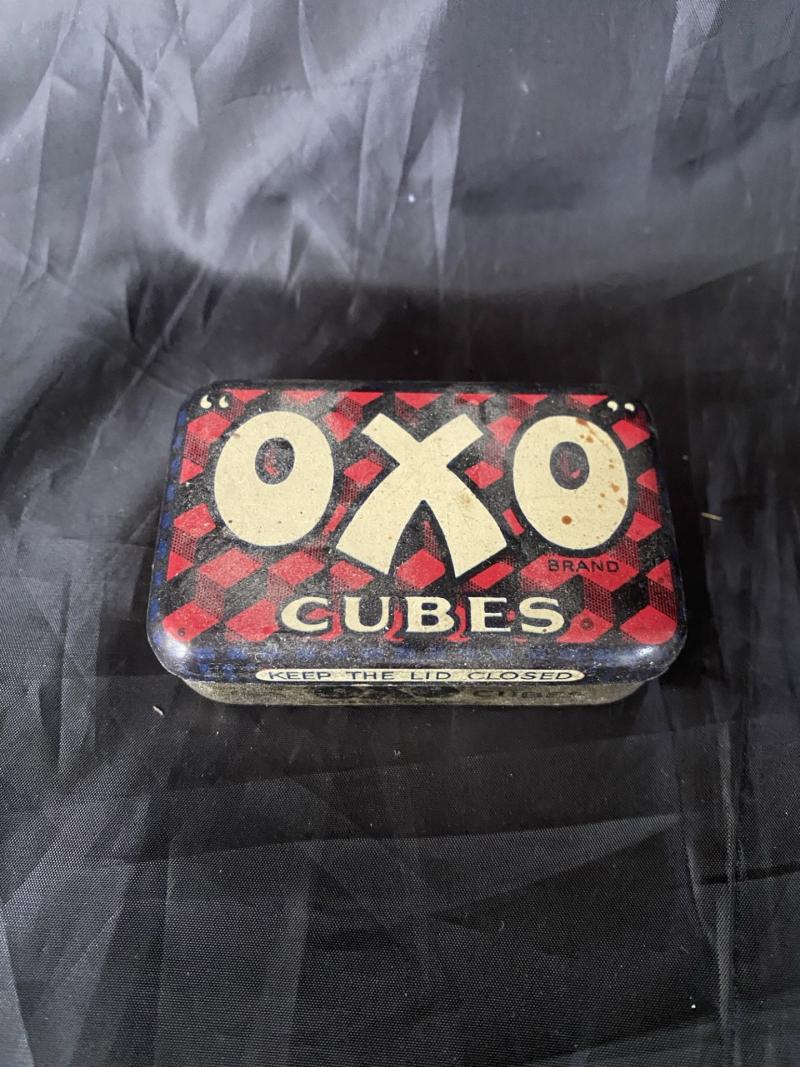 "OXO"
BRAND
CUBES
KEEP THE LID CLOSED